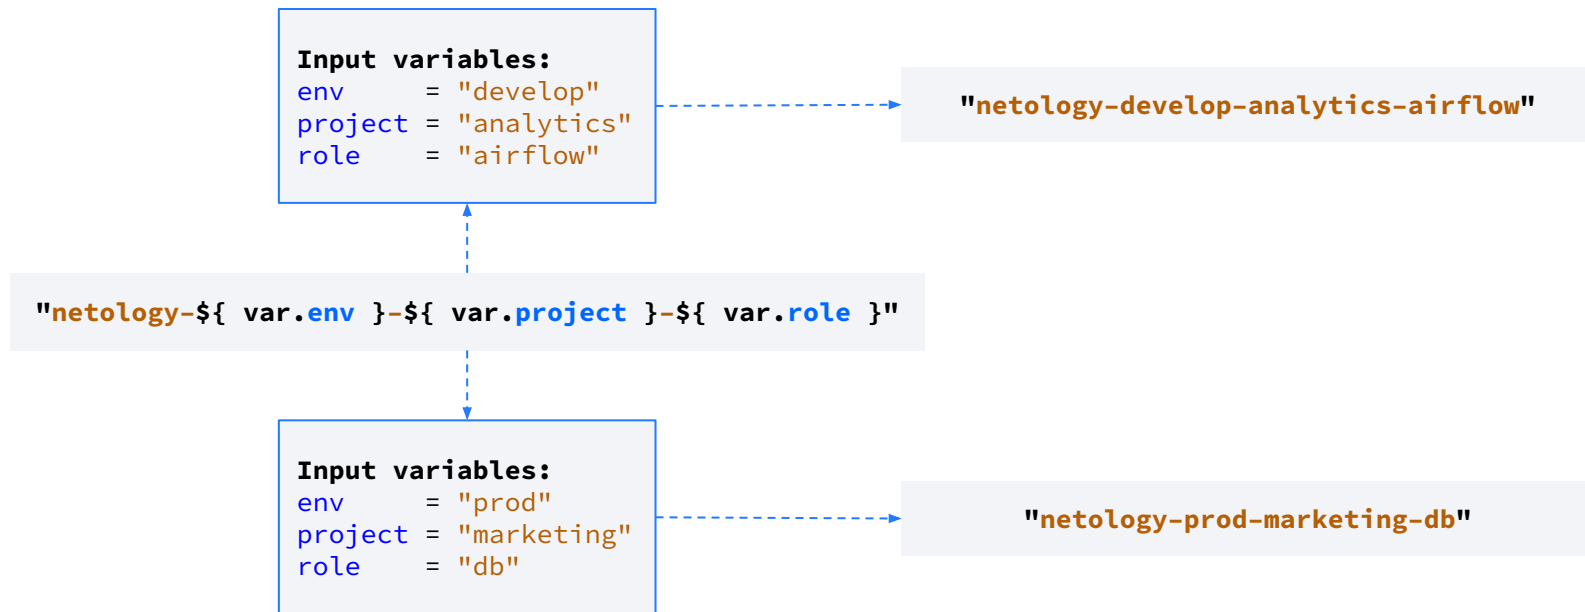 Input variables:
env     = "develop"
project = "analytics"
role    = "airflow"
"netology-develop-analytics-airflow"
"netology-${ var.env }-${ var.project }-${ var.role }"
Input variables:
env     = "prod"
project = "marketing"
role    = "db"
"netology-prod-marketing-db"